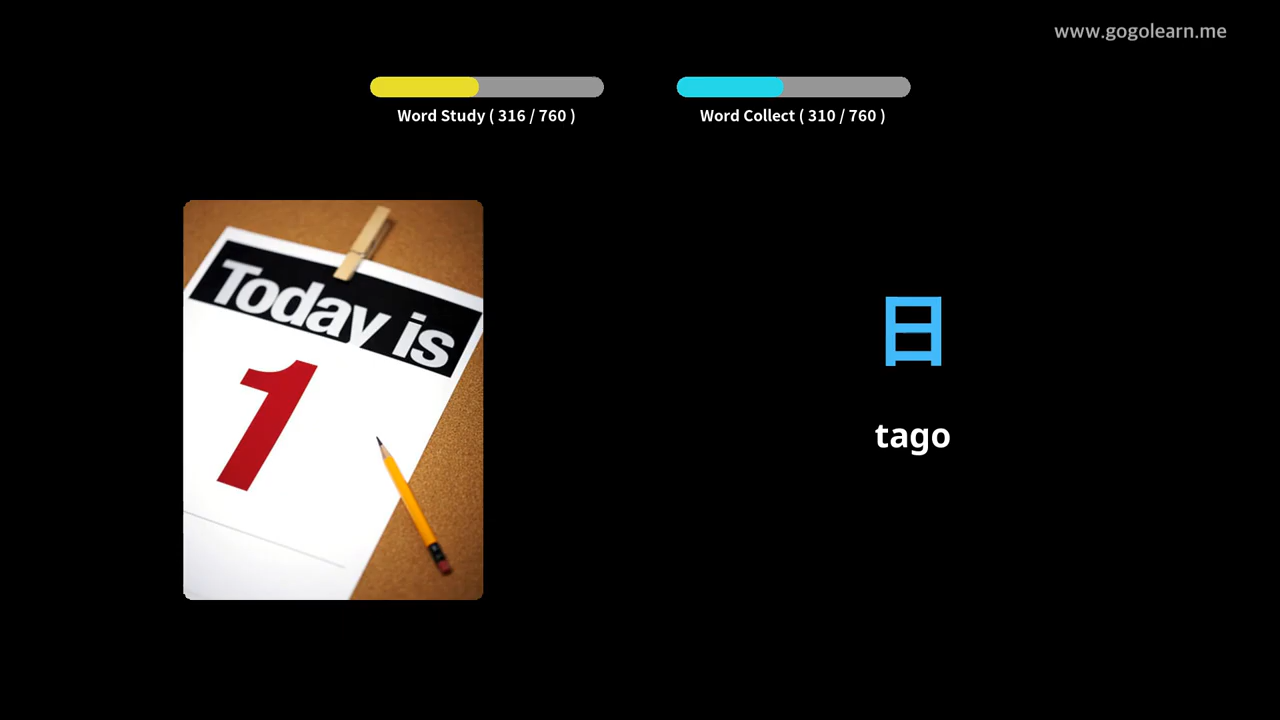 www.gogolearn.me
Word Study ( 316 / 760 )
Word Collect ( 310 / 760 )
Today is
1
日
tago